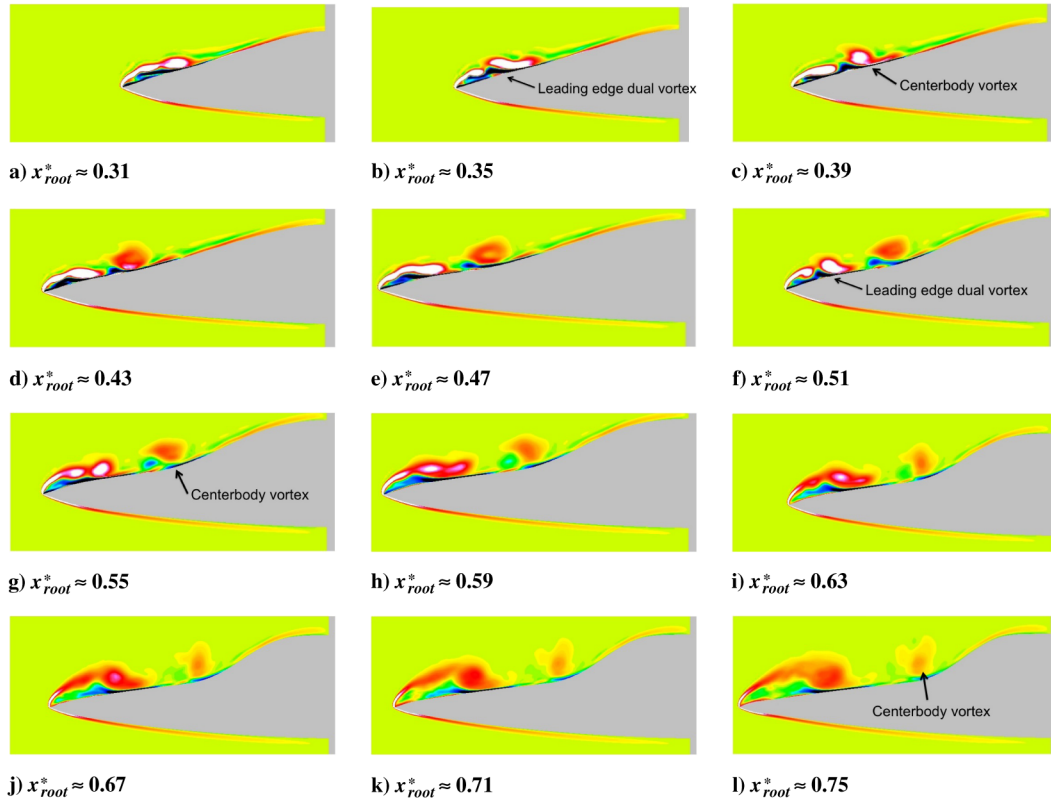 Leading edge dual vortex
Centerbody vortex
a) x*root ≈ 0.31
b) x*root ≈ 0.35
c) x*root ≈ 0.39
Leading edge dual vortex
d) x*root ≈ 0.43
e) x*root ≈ 0.47
f) x*root ≈ 0.51
Centerbody vortex
g) x*root ≈ 0.55
h) x*root ≈ 0.59
i) x*root ≈ 0.63
Centerbody vortex
j) x*root ≈ 0.67
k) x*root ≈ 0.71
l) x*root ≈ 0.75